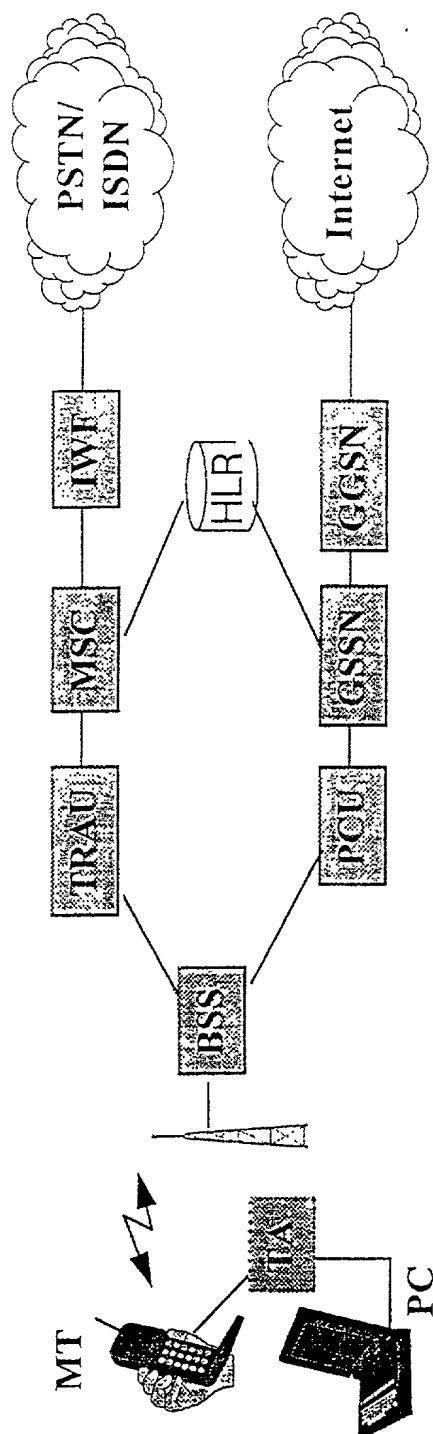 MT
TA
PC
BSS
TRAU
MSC
IWF
PSTN/
ISDN
HLR
PCU
GSSN
GGSN
Internet